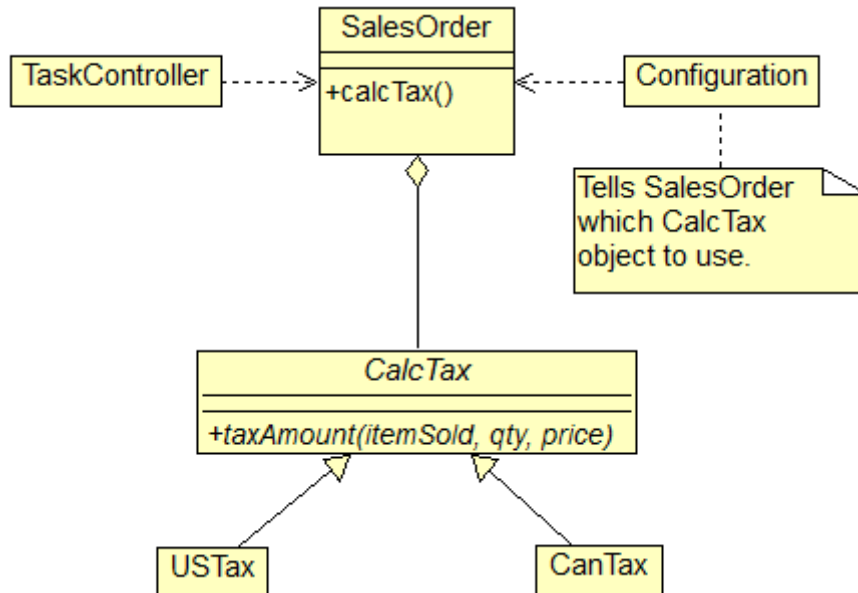 SalesOrder
+calcTax()
TaskController
Configuration
Tells SalesOrder
which CalcTax
object to use.
CalcTax
+taxAmount(itemSold, qty, price)
USTax
CanTax